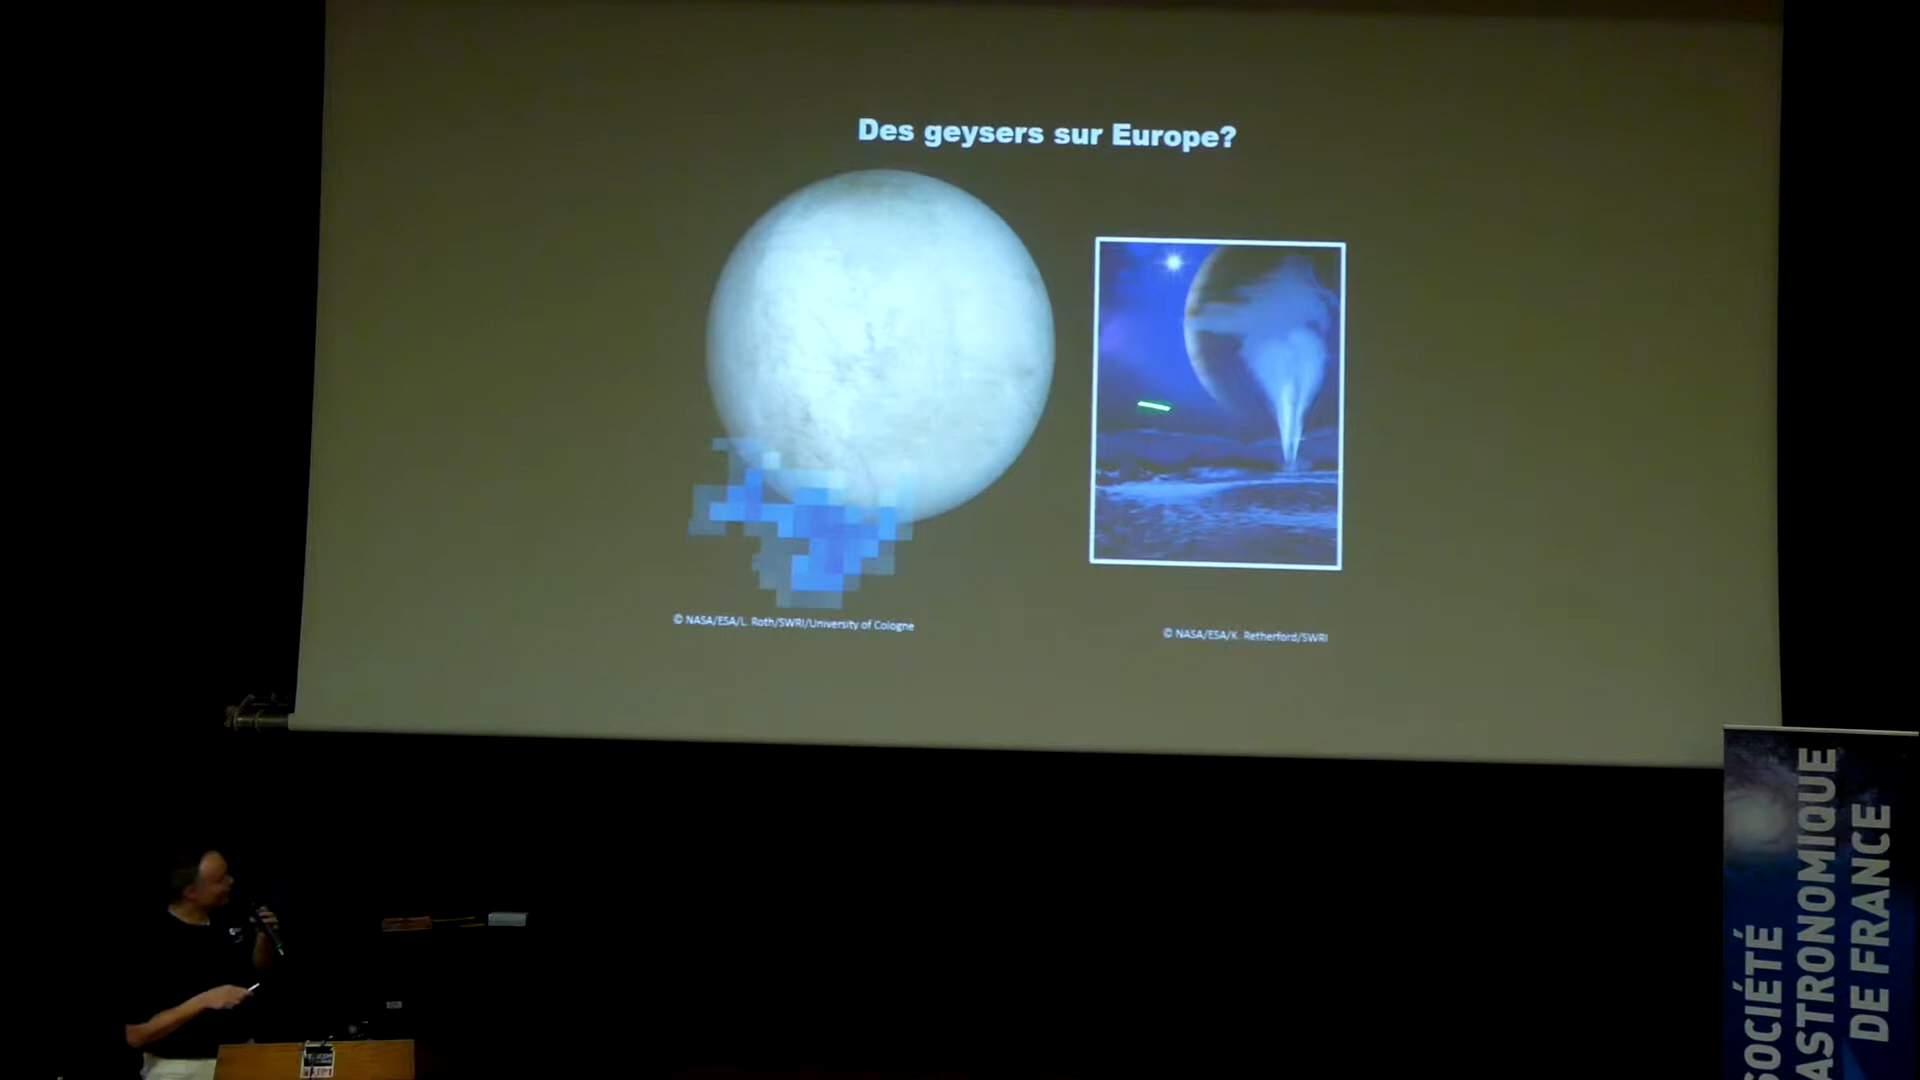 Des geysers sur Europe?
© NASA/ESA/L. Roth/SWRI/University of Cologne
© NASA/ESA/K. Retherford/SWRI
SOCIÉTÉ
ASTRONOMIQUE
DE FRANCE